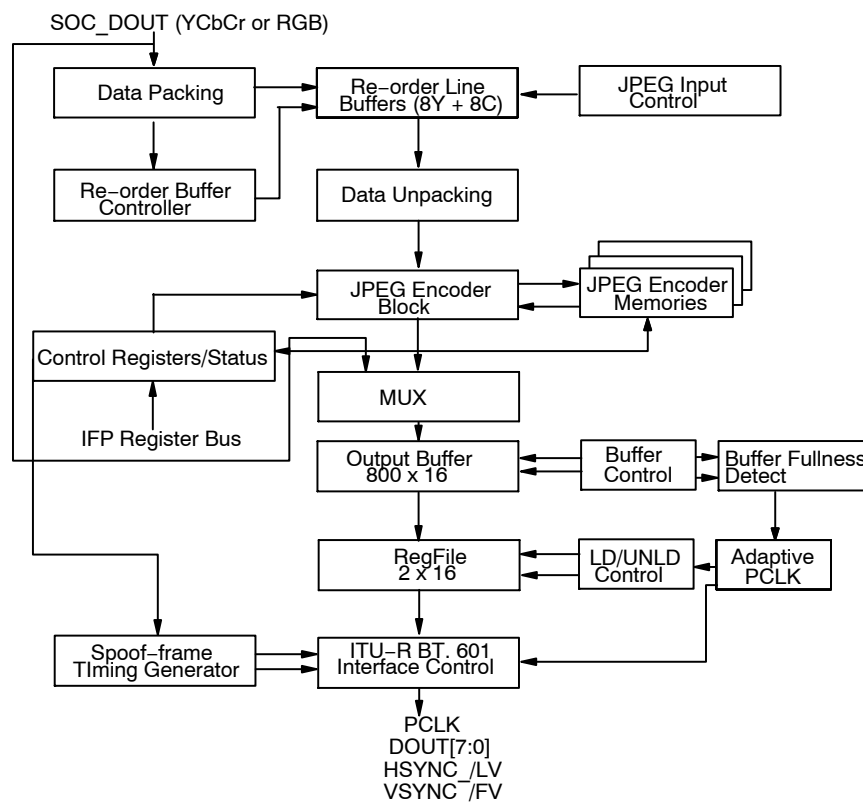 SOC_DOUT (YCbCr or RGB)
Data Packing
Re−order Line
Buffers (8Y + 8C)
JPEG Input
Control
Re−order Buffer
Controller
Data Unpacking
JPEG Encoder
Block
JPEG Encoder
Memories
Control Registers/Status
MUX
IFP Register Bus
Output Buffer
800 x 16
Buffer
Control
Buffer Fullness
Detect
RegFile
2 x 16
LD/UNLD
Control
Adaptive
PCLK
Spoof−frame
TIming Generator
ITU−R BT. 601
Interface Control
PCLK
DOUT[7:0]
HSYNC_/LV
VSYNC_/FV